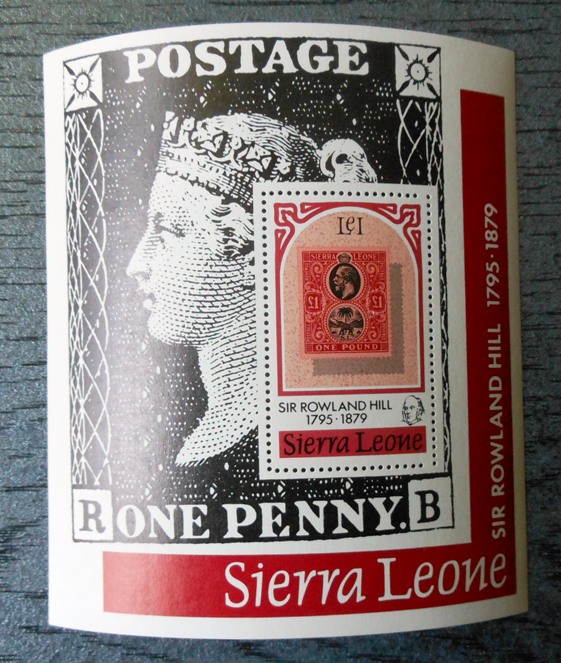 POSTAGE
Le1
SIERRA LEONE
£1 £1
ONE POUND
SIR ROWLAND HILL
1795·1879
Sierra Leone
R ONE PENNY. B
Sierra Leone
SIR ROWLAND HILL 1795·1879